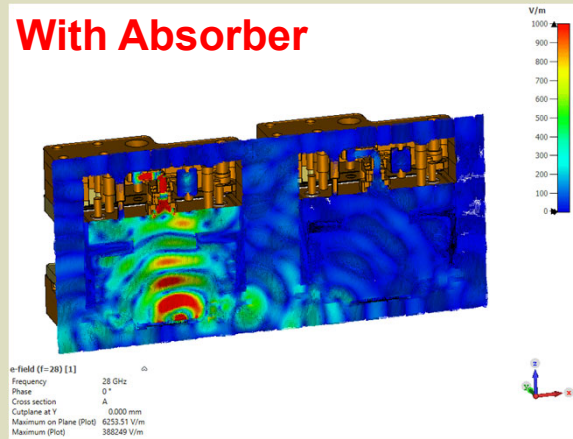 With Absorber
V/m
1000
900
800
700
600
500
400
300
200
100
0
e-field (f=28) [1]
Frequency 28 GHz
Phase 0°
Cross section A
Cutplane at Y 0.000 mm
Maximum on Plane (Plot) 6253.51 V/m
Maximum (Plot) 388249 V/m
z
y
x